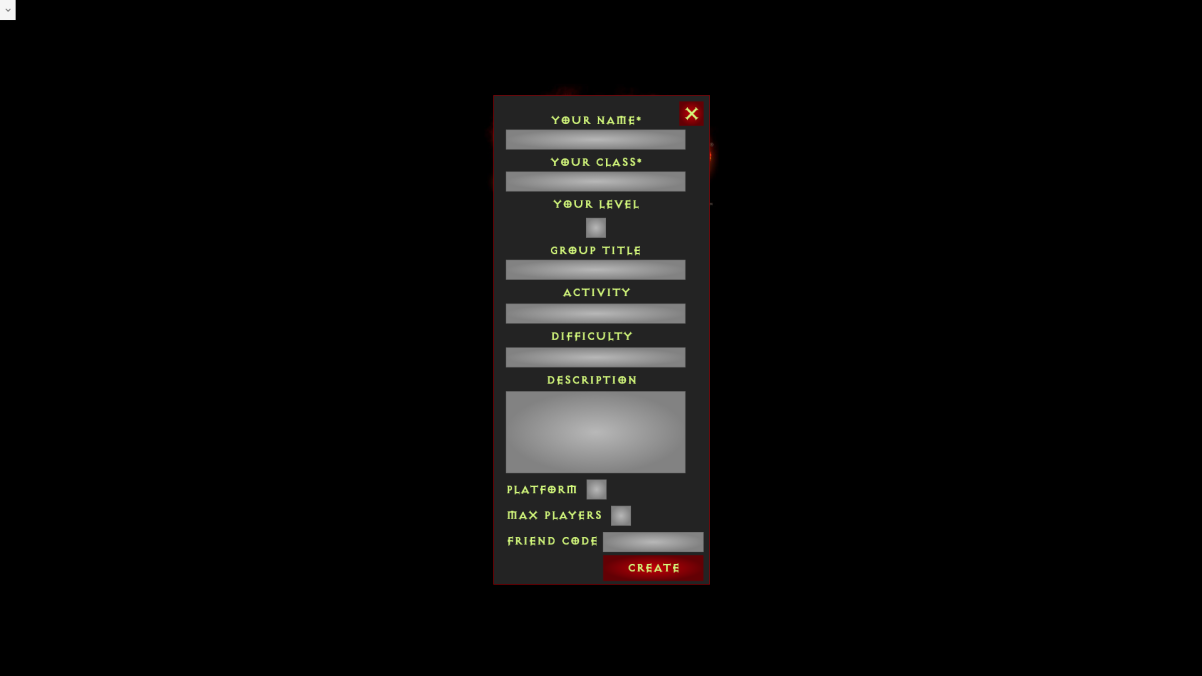 YOUR NAME*
YOUR CLASS*
YOUR LEVEL
GROUP TITLE
ACTIVITY
DIFFICULTY
DESCRIPTION
PLATFORM
MAX PLAYERS
FRIEND CODE
CREATE